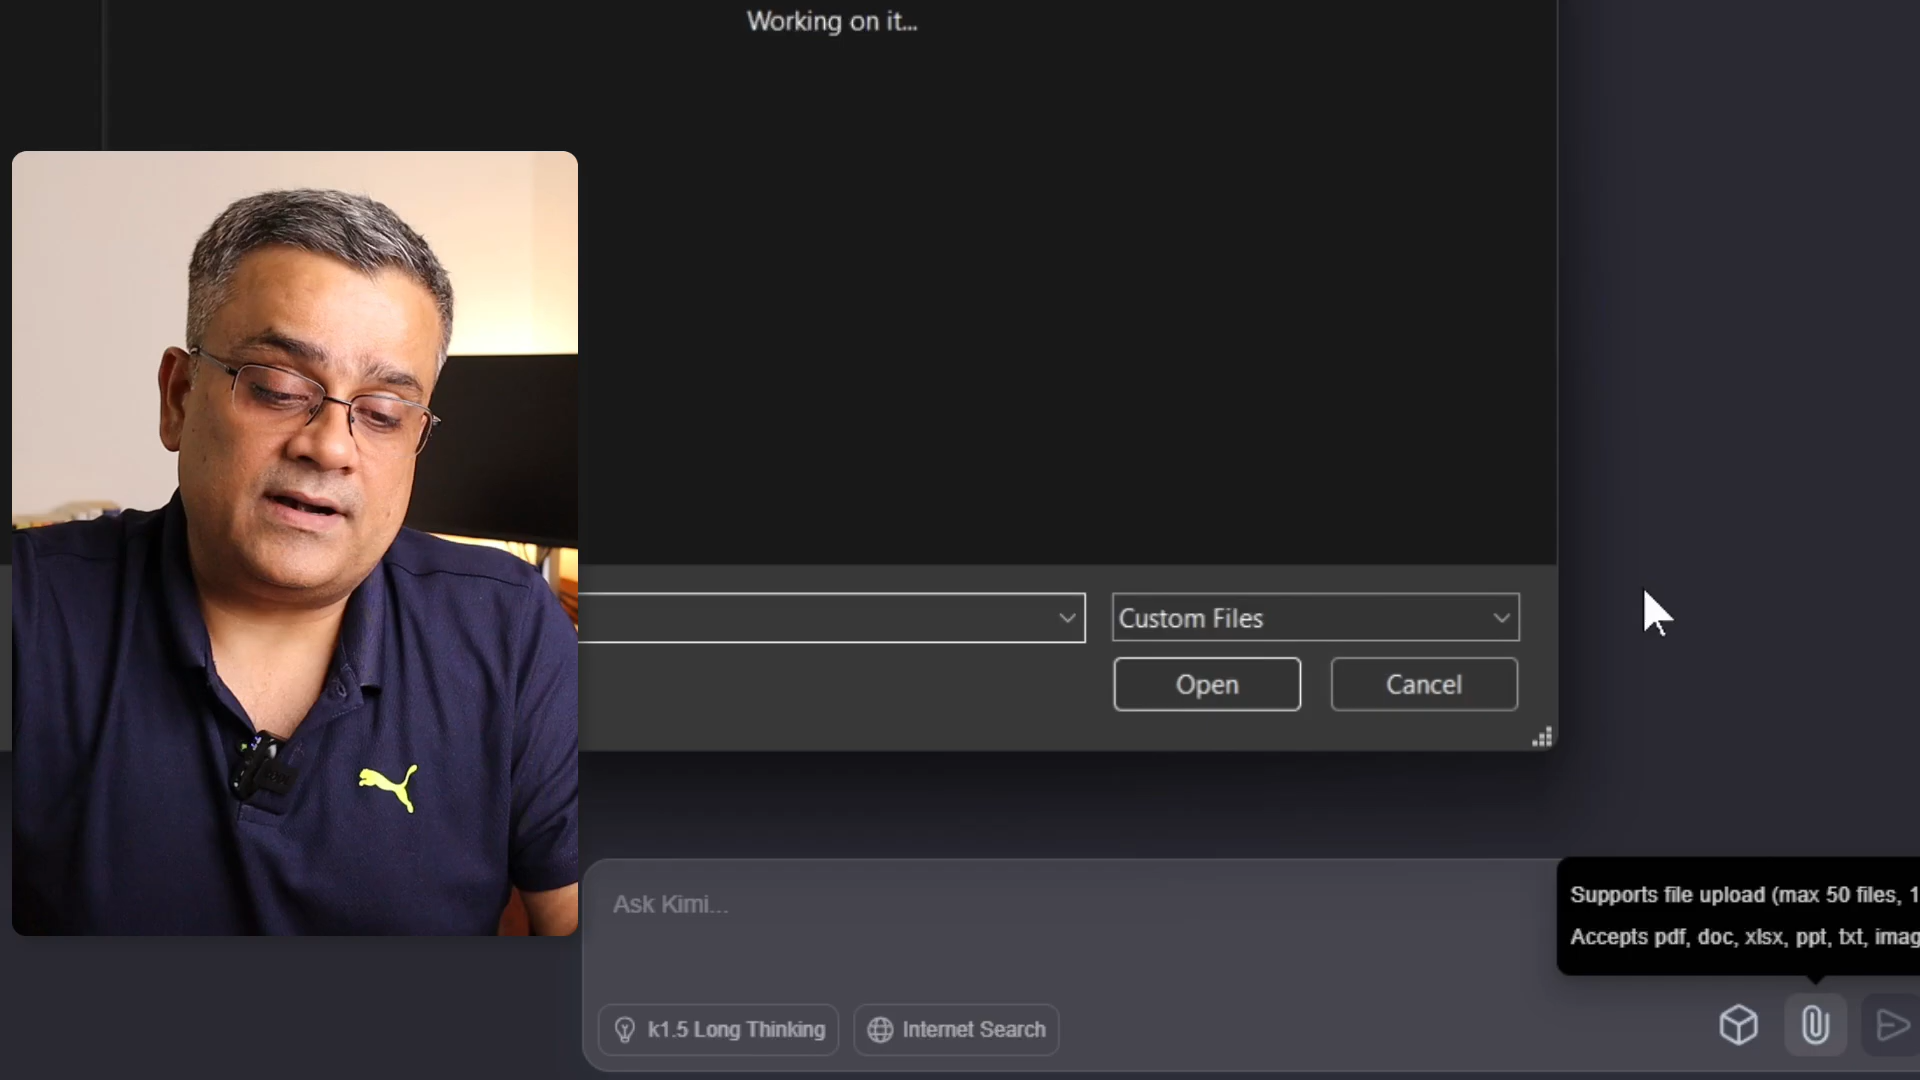 Working on it...
Custom Files
Open
Cancel
Ask Kimi...
Supports file upload (max 50 files, 1
Accepts pdf, doc, xlsx, ppt, txt, imag
k1.5 Long Thinking
Internet Search